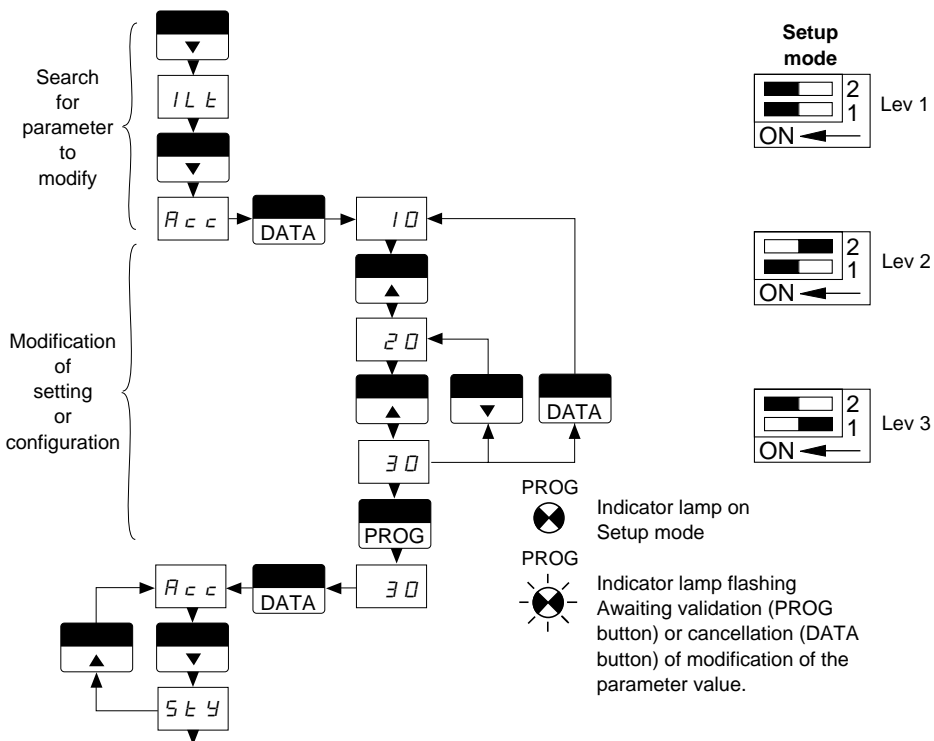 Search
for
parameter
to
modify
ILt
Acc
DATA
10
20
DATA
30
PROG
30
DATA
Acc
StY
Modification
of
setting
or
configuration
Setup
mode
2
1
ON
Lev 1
2
1
ON
Lev 2
2
1
ON
Lev 3
PROG
Indicator lamp on
Setup mode
PROG
Indicator lamp flashing
Awaiting validation (PROG
button) or cancellation (DATA
button) of modification of the
parameter value.